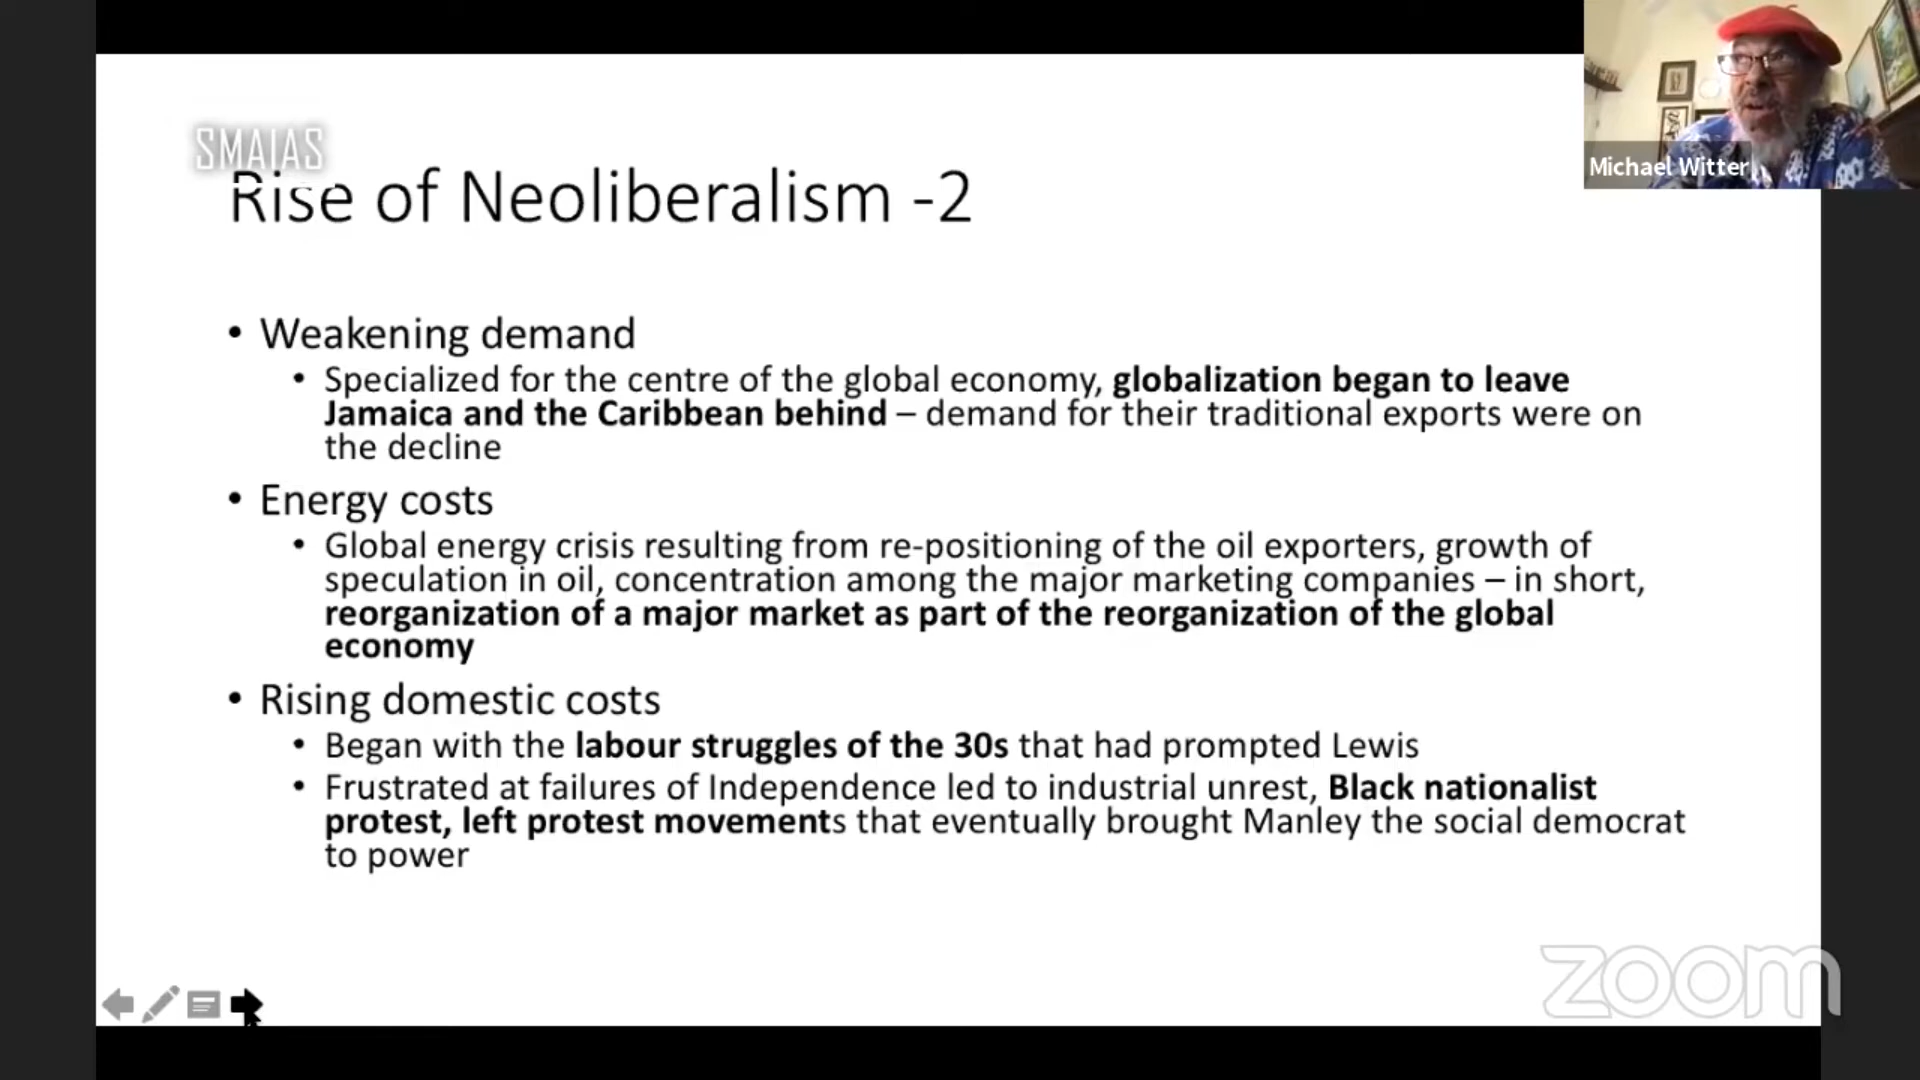 SMAIAS
Rise of Neoliberalism -2
Michael Witter
• Weakening demand
• Specialized for the centre of the global economy, globalization began to leave
Jamaica and the Caribbean behind – demand for their traditional exports were on
the decline
• Energy costs
• Global energy crisis resulting from re-positioning of the oil exporters, growth of
speculation in oil, concentration among the major marketing companies – in short,
reorganization of a major market as part of the reorganization of the global
economy
• Rising domestic costs
• Began with the labour struggles of the 30s that had prompted Lewis
• Frustrated at failures of Independence led to industrial unrest, Black nationalist
protest, left protest movements that eventually brought Manley the social democrat
to power
zoom